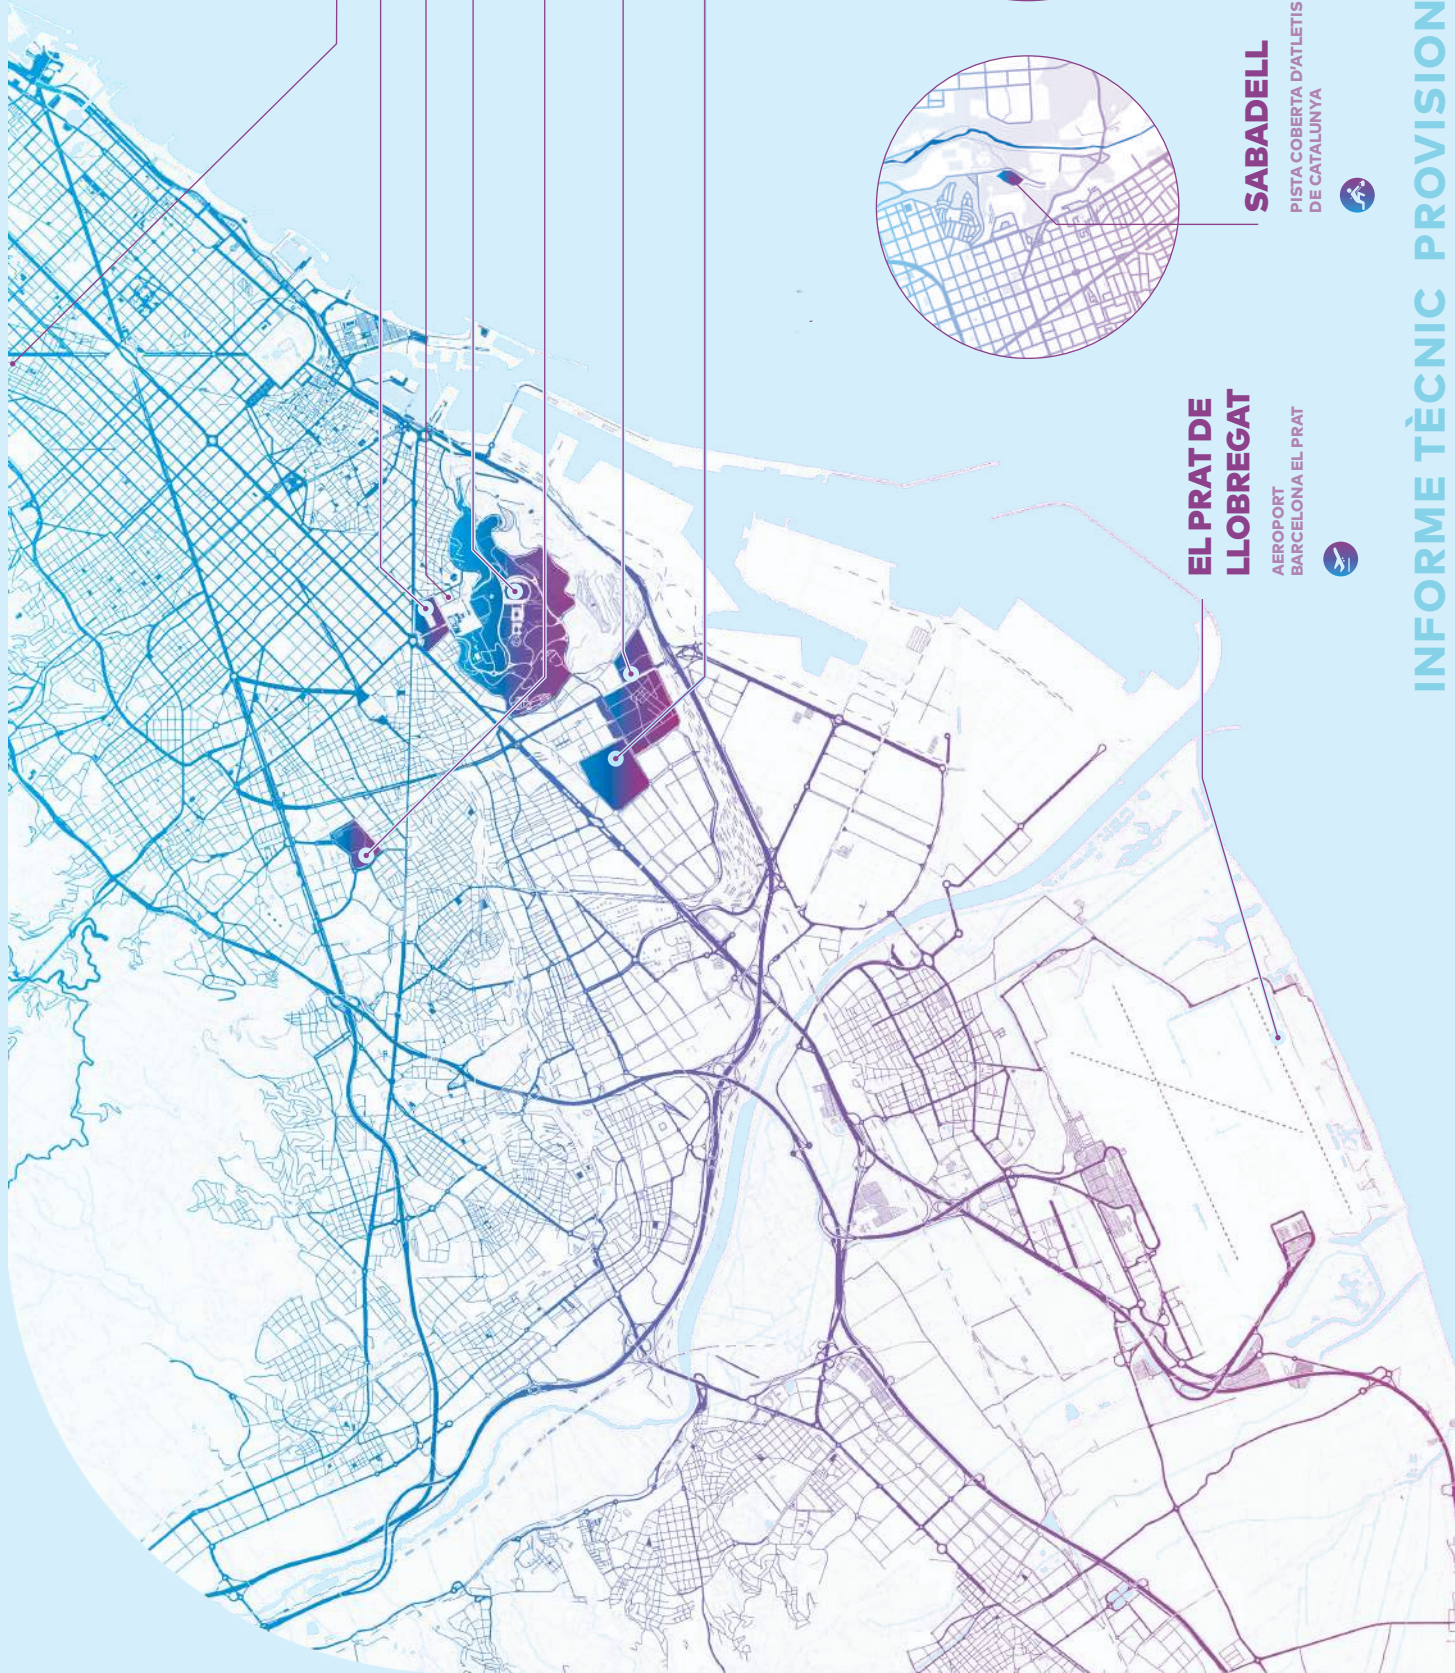 SABADELL
PISTA COBERTA D'ATLETIS
DE CATALUNYA
EL PRAT DE
LLOBREGAT
AEROPORT
BARCELONA EL PRAT
INFORME TÈCNIC PROVISION